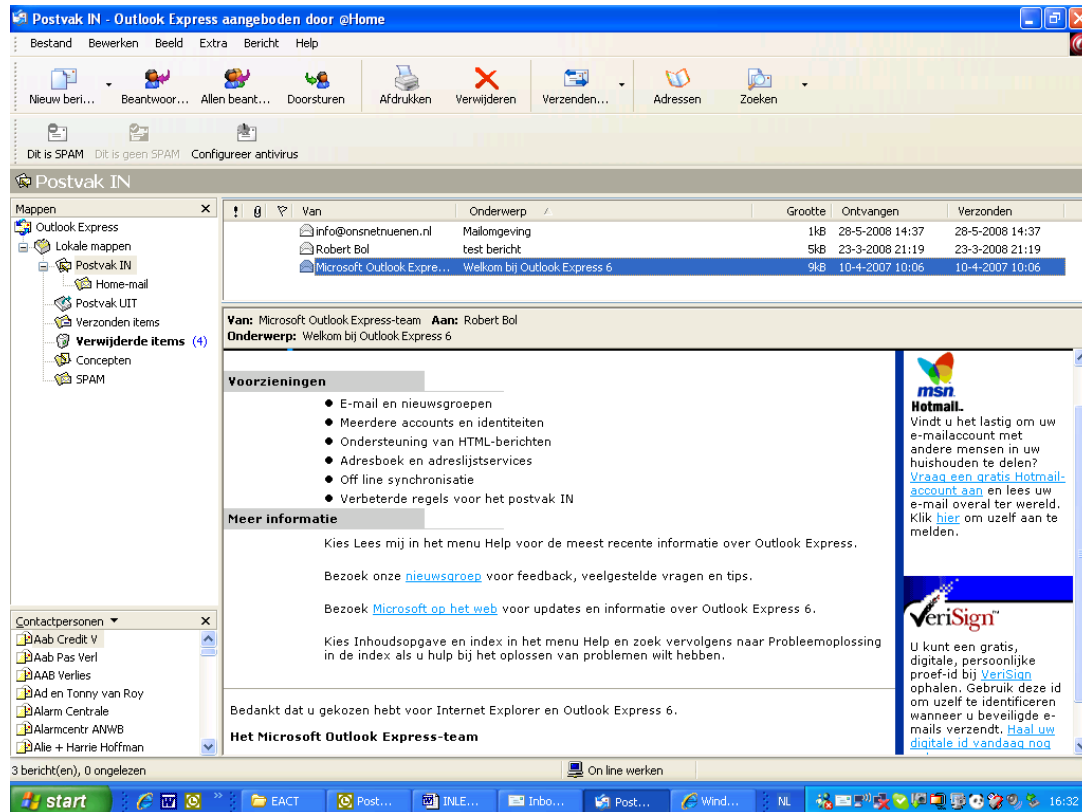 Postvak IN - Outlook Express aangeboden door @Home
Bestand Bewerken Beeld Extra Bericht Help
Nieuw beri... Beantwoor... Allen beant... Doorsturen Afdrukken Verwijderen Verzenden... Adressen Zoeken
Dit is SPAM Dit is geen SPAM Configureer antivirus
Postvak IN
Mappen
Outlook Express
Lokale mappen
Postvak IN
Home-mail
Postvak UIT
Verzonden items
Verwijderde items (4)
Concepten
SPAM
Contactpersonen
Aab Credit V
Aab Pas Verl
AAB Verlies
Ad en Tonny van Roy
Alarm Centrale
Alarmcentr ANWB
Alie + Harrie Hoffman
! Van Onderwerp Grootte Ontvangen Verzonden
info@onsnetnuenen.nl Mailomgeving 1kB 28-5-2008 14:37 28-5-2008 14:37
Robert Bol test bericht 5kB 23-3-2008 21:19 23-3-2008 21:19
Microsoft Outlook Expre... Welkom bij Outlook Express 6 9kB 10-4-2007 10:06 10-4-2007 10:06
Van: Microsoft Outlook Express-team Aan: Robert Bol
Onderwerp: Welkom bij Outlook Express 6
Voorzieningen
● E-mail en nieuwsgroepen
● Meerdere accounts en identiteiten
● Ondersteuning van HTML-berichten
● Adresboek en adreslijstservices
● Off line synchronisatie
● Verbeterde regels voor het postvak IN
Meer informatie
Kies Lees mij in het menu Help voor de meest recente informatie over Outlook Express.
Bezoek onze nieuwsgroep voor feedback, veelgestelde vragen en tips.
Bezoek Microsoft op het web voor updates en informatie over Outlook Express 6.
Kies Inhoudsopgave en index in het menu Help en zoek vervolgens naar Probleemoplossing
in de index als u hulp bij het oplossen van problemen wilt hebben.
Bedankt dat u gekozen hebt voor Internet Explorer en Outlook Express 6.
Het Microsoft Outlook Express-team
msn
Hotmail.
Vindt u het lastig om uw
e-mailaccount met
andere mensen in uw
huishouden te delen?
Vraag een gratis Hotmail-
account aan en lees uw
e-mail overal ter wereld.
Klik hier om uzelf aan te
melden.
VeriSign
U kunt een gratis,
digitale, persoonlijke
proef-id bij VeriSign
ophalen. Gebruik deze id
om uzelf te identificeren
wanneer u beveiligde e-
mails verzendt. Haal uw
digitale id vandaag nog
3 bericht(en), 0 ongelezen On line werken
start EACT Post... INLE... Inbo... Post... Wind... NL 16:32